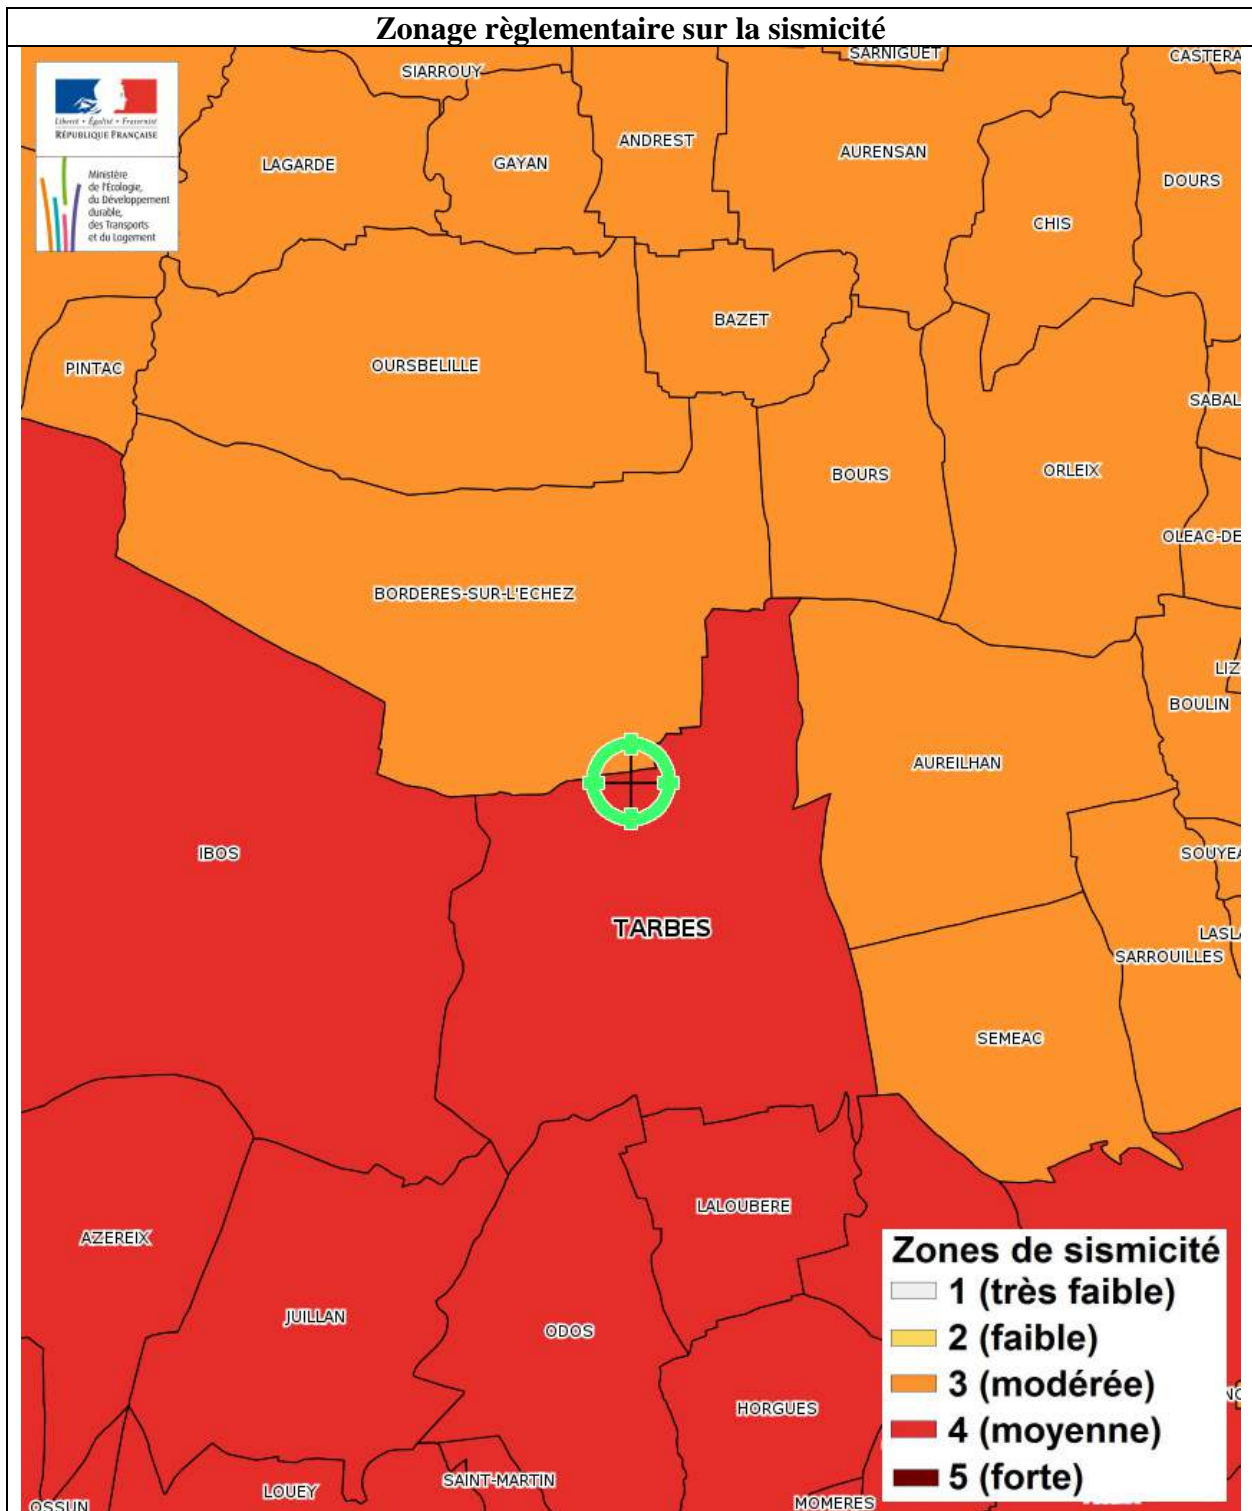 Zonage règlementaire sur la sismicité
SARNIGUET
CASTERA
SIARROUY
Liberté • Égalité • Fraternité
RÉPUBLIQUE FRANÇAISE
ANDREST
AURENSAN
LAGARDE
GAYAN
Ministère
de l'Écologie,
du Développement
durable,
des Transports
et du Logement
DOURS
CHIS
BAZET
PINTAC
OURSBELILLE
SABAL
BOURS
ORLEIX
OLEAC-DE
BORDERES-SUR-L'ECHEZ
LIZ
BOULIN
AUREILHAN
IBOS
SOUYEA
TARBES
LASLA
SARROUILLES
SEMEAC
LALOUBERE
AZEREIX
JUILLAN
ODOS
HORGUES
Zones de sismicité
1 (très faible)
2 (faible)
3 (modérée)
4 (moyenne)
5 (forte)
SAINT-MARTIN
LOUEY
OSSUN
MOMERES